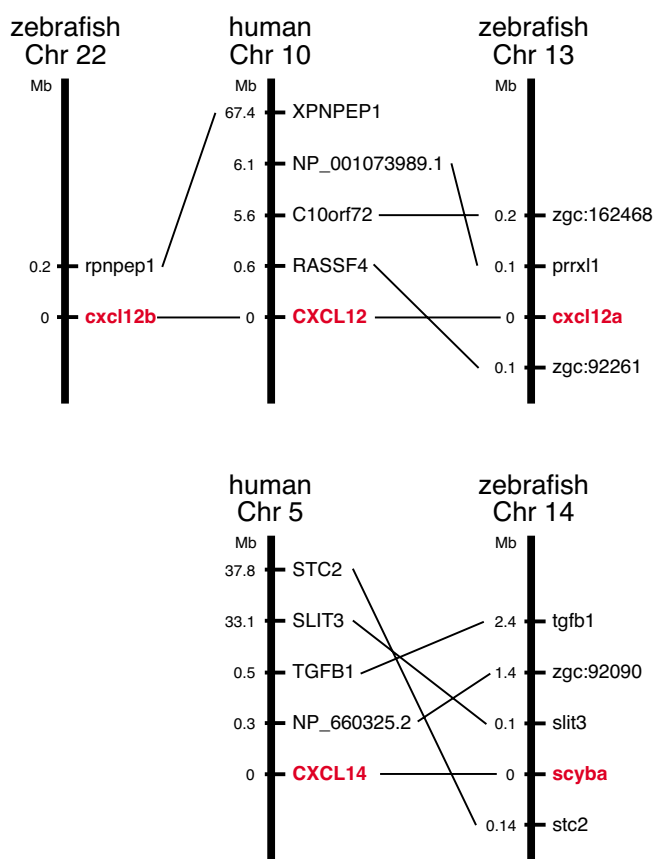 zebrafish
Chr 22
human
Chr 10
zebrafish
Chr 13
Mb
Mb
Mb
67.4 XPNPEP1
6.1 NP_001073989.1
5.6 C10orf72
0.2 zgc:162468
0.2 rpnpep1
0.6 RASSF4
0.1 prrxl1
0 cxcl12b
0 CXCL12
0 cxcl12a
0.1 zgc:92261
human
Chr 5
zebrafish
Chr 14
Mb
Mb
37.8 STC2
33.1 SLIT3
2.4 tgfb1
0.5 TGFB1
1.4 zgc:92090
0.3 NP_660325.2
0.1 slit3
0 CXCL14
0 scyba
0.14 stc2